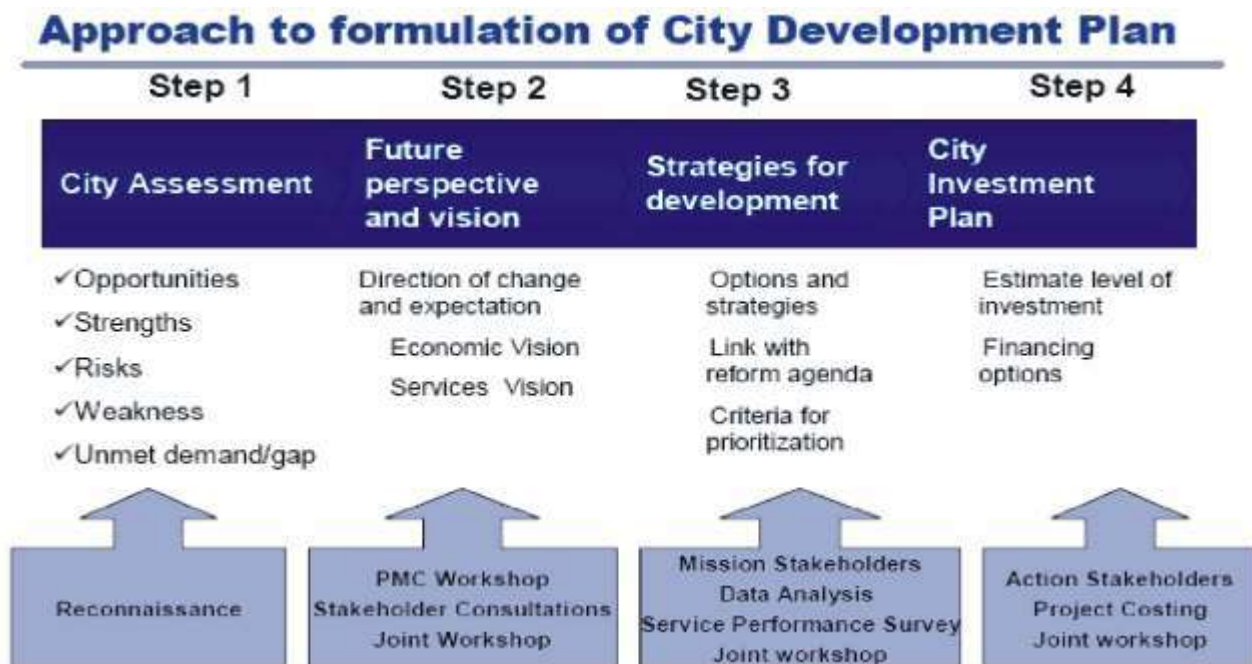 Approach to formulation of City Development Plan
Step 1
Step 2
Step 3
Step 4
City Assessment
Future
perspective
and vision
Strategies for
development
City
Investment
Plan
✓Opportunities
✓Strengths
✓Risks
✓Weakness
✓Unmet demand/gap
Direction of change
and expectation
Economic Vision
Services Vision
Options and
strategies
Link with
reform agenda
Criteria for
prioritization
Estimate level of
investment
Financing
options
Reconnaissance
PMC Workshop
Stakeholder Consultations
Joint Workshop
Mission Stakeholders
Data Analysis
Service Performance Survey
Joint workshop
Action Stakeholders
Project Costing
Joint workshop